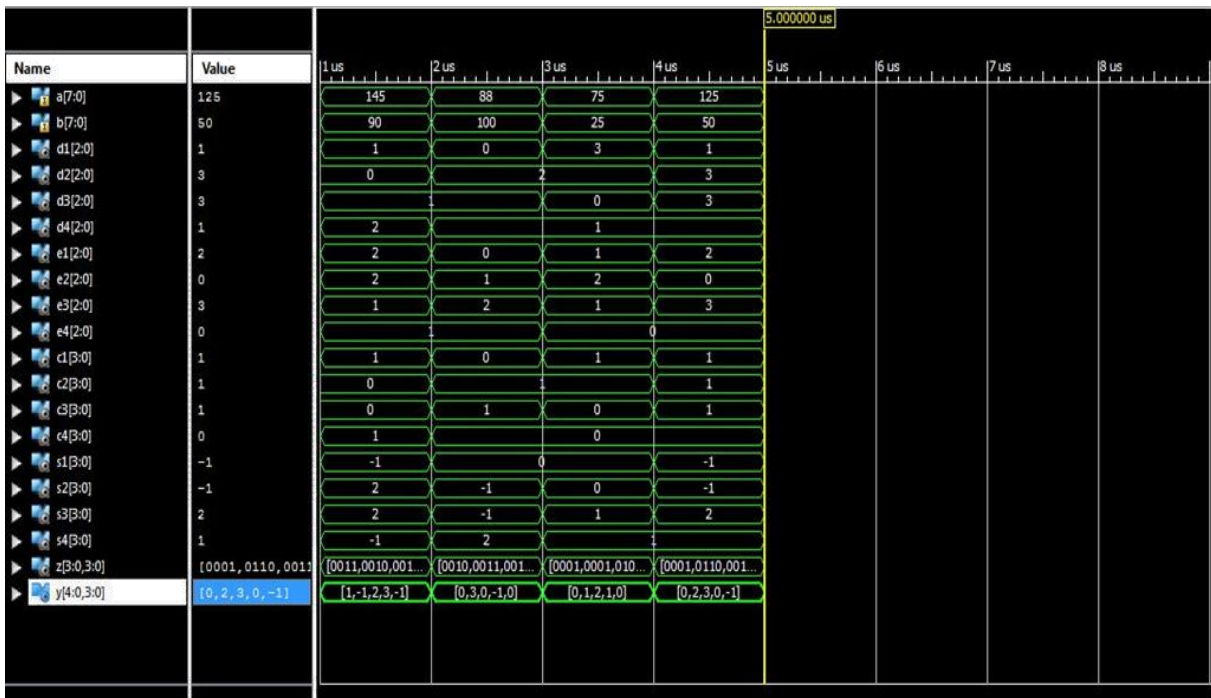 5.000000 us
Name Value 1 us 2 us 3 us 4 us 5 us 6 us 7 us 8 us
a[7:0] 125 145 88 75 125
b[7:0] 50 90 100 25 50
d1[2:0] 1 1 0 3 1
d2[2:0] 3 0 2 3
d3[2:0] 3 1 0 3
d4[2:0] 1 2 1
e1[2:0] 2 2 0 1 2
e2[2:0] 0 2 1 2 0
e3[2:0] 3 1 2 1 3
e4[2:0] 0 1 0
c1[3:0] 1 1 0 1 1
c2[3:0] 1 0 1 1
c3[3:0] 1 0 1 0 1
c4[3:0] 0 1 0
s1[3:0] -1 -1 0 -1
s2[3:0] -1 2 -1 0 -1
s3[3:0] 2 2 -1 1 2
s4[3:0] 1 -1 2 1
z[3:0,3:0] [0001,0110,0011 [0011,0010,001... [0010,0011,001... [0001,0001,010... [0001,0110,001...
y[4:0,3:0] [0,2,3,0,-1] [1,-1,2,3,-1] [0,3,0,-1,0] [0,1,2,1,0] [0,2,3,0,-1]